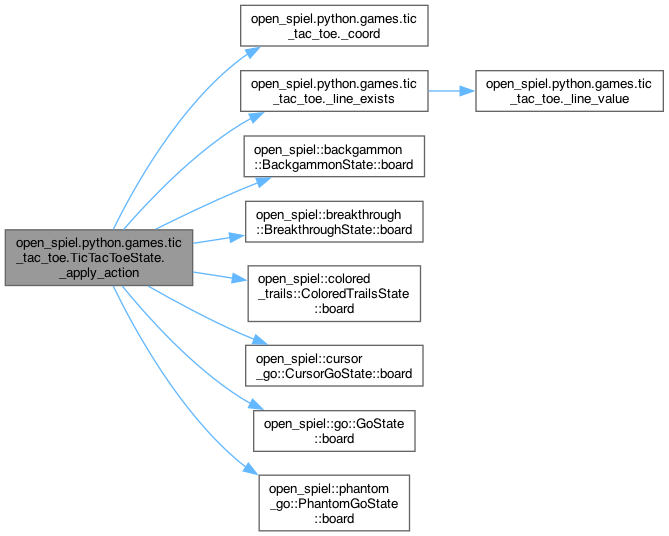 open_spiel.python.games.tic
_tac_toe.TicTacToeState.
_apply_action
open_spiel.python.games.tic
_tac_toe._coord
open_spiel.python.games.tic
_tac_toe._line_exists
open_spiel.python.games.tic
_tac_toe._line_value
open_spiel::backgammon
::BackgammonState::board
open_spiel::breakthrough
::BreakthroughState::board
open_spiel::colored
_trails::ColoredTrailsState
::board
open_spiel::cursor
_go::CursorGoState::board
open_spiel::go::GoState
::board
open_spiel::phantom
_go::PhantomGoState
::board